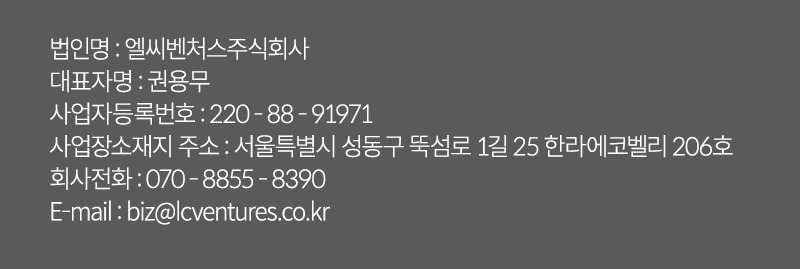 법인명 : 엘씨벤처스주식회사
대표자명 : 권용무
사업자등록번호 : 220 - 88 - 91971
사업장소재지 주소 : 서울특별시 성동구 뚝섬로 1길 25 한라에코벨리 206호
회사전화 : 070 - 8855 - 8390
E-mail : biz@lcventures.co.kr